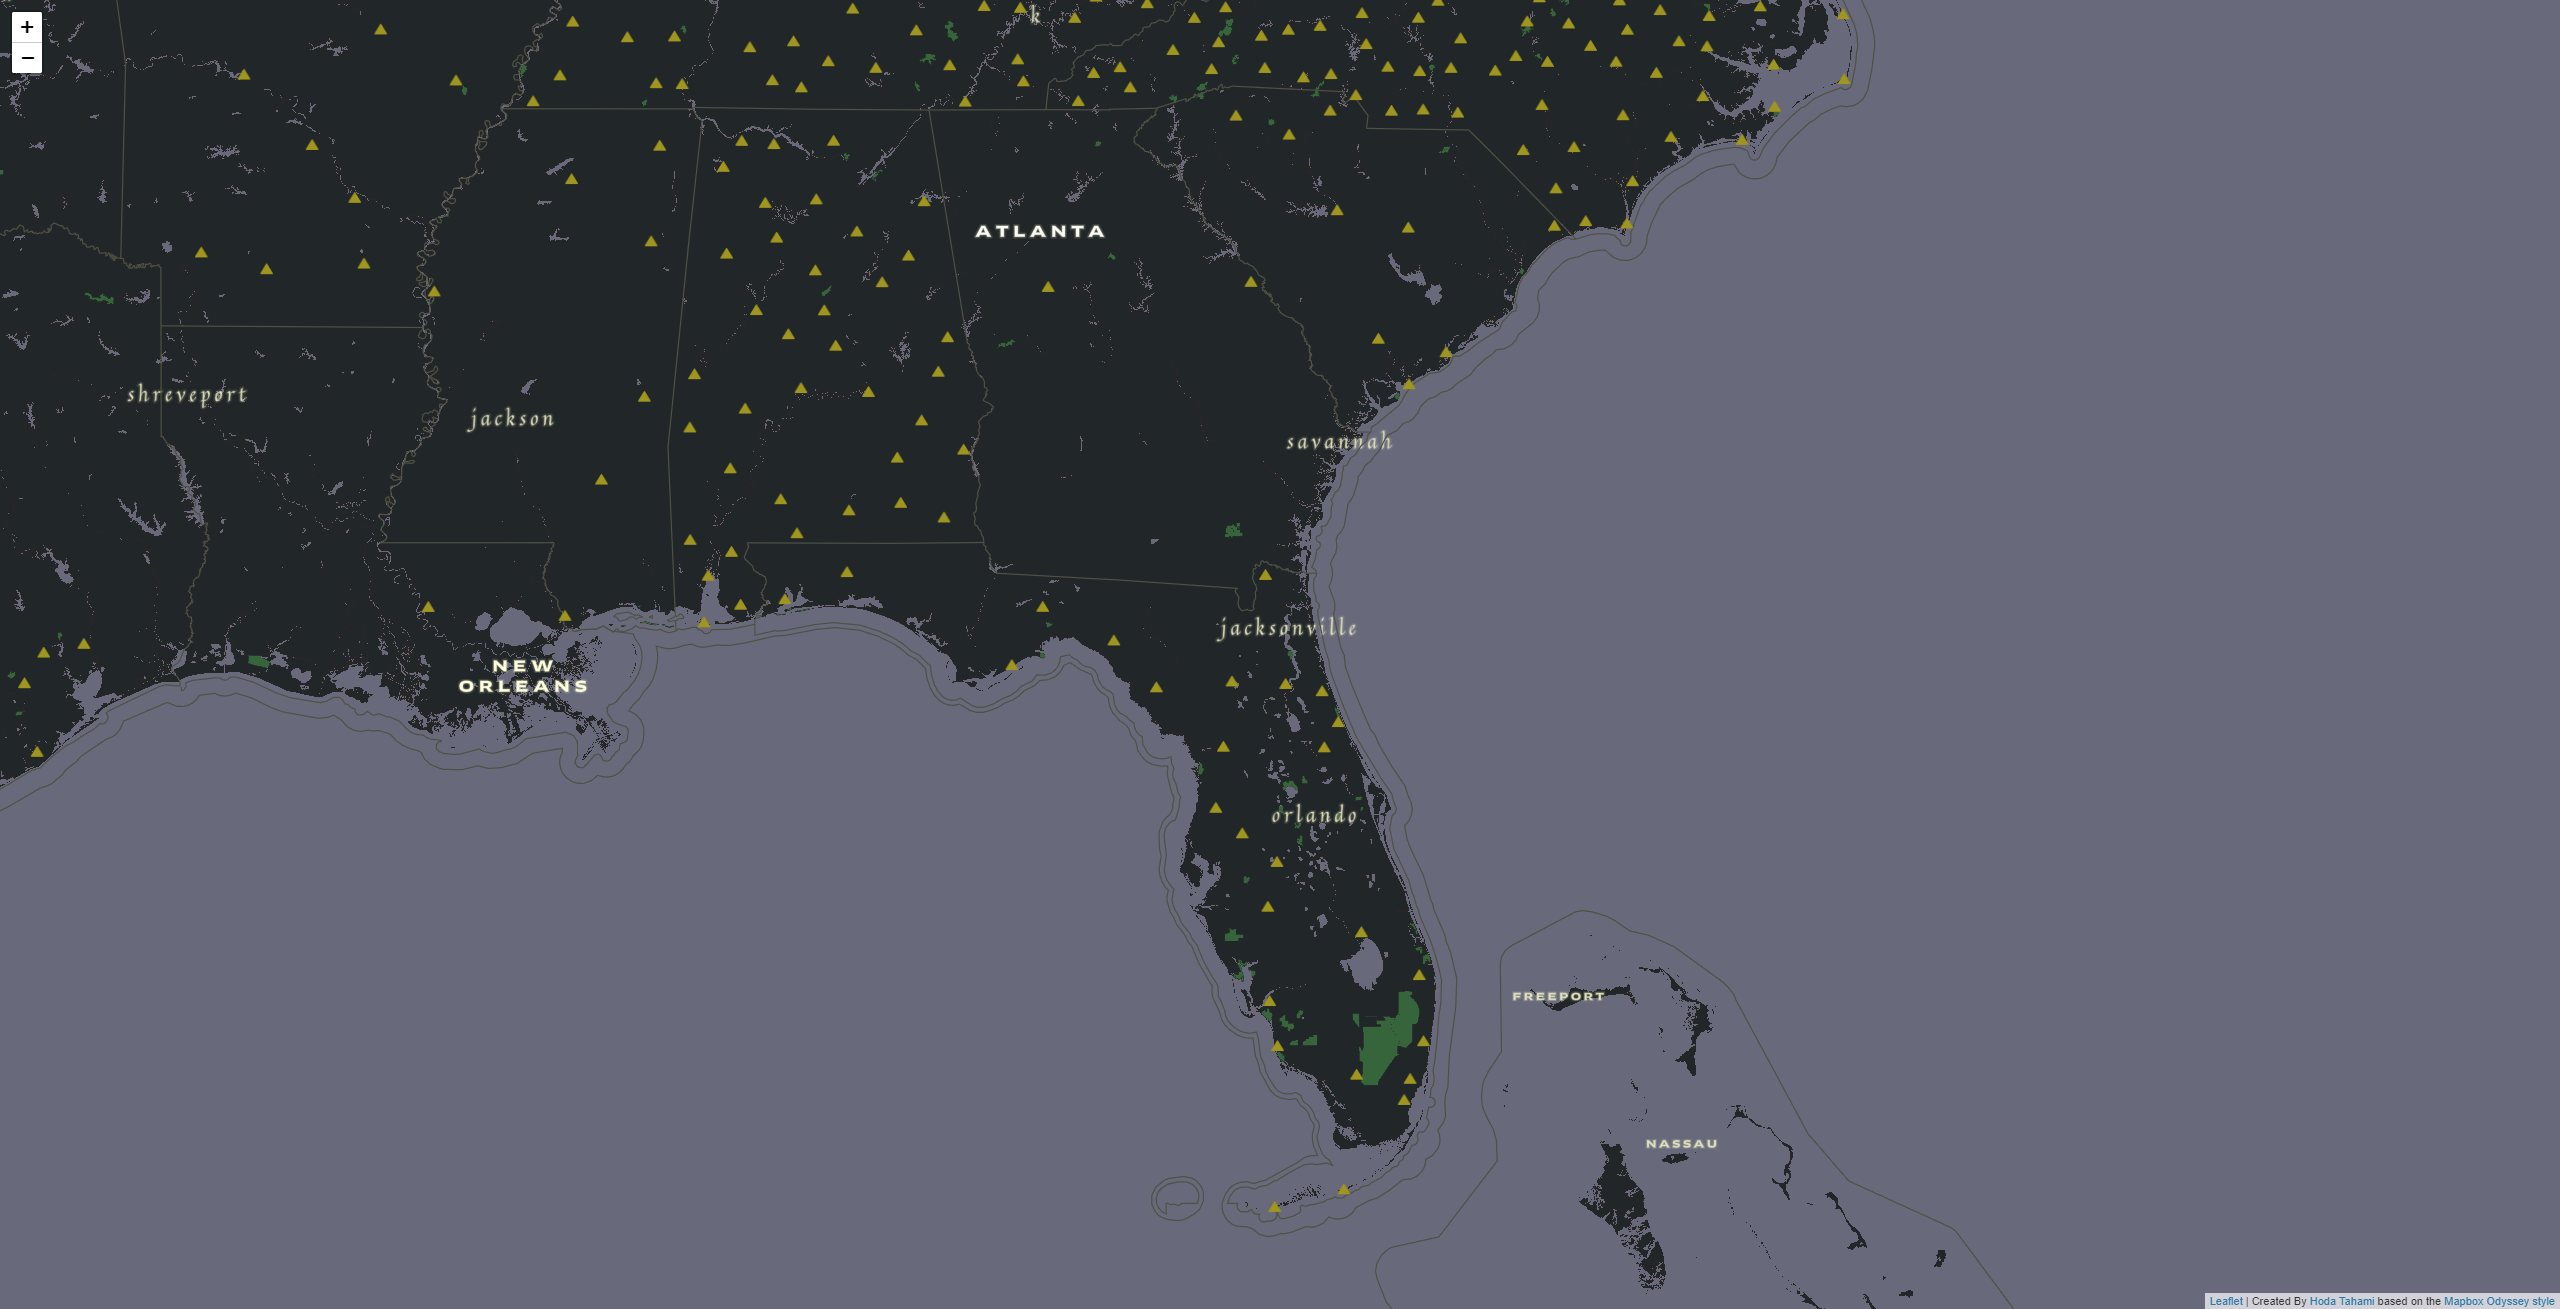 +
−
k
ATLANTA
shreveport
jackson
savannah
jacksonville
NEW
ORLEANS
orlando
FREEPORT
NASSAU
Leaflet | Created By Hoda Tahami based on the Mapbox Odyssey style